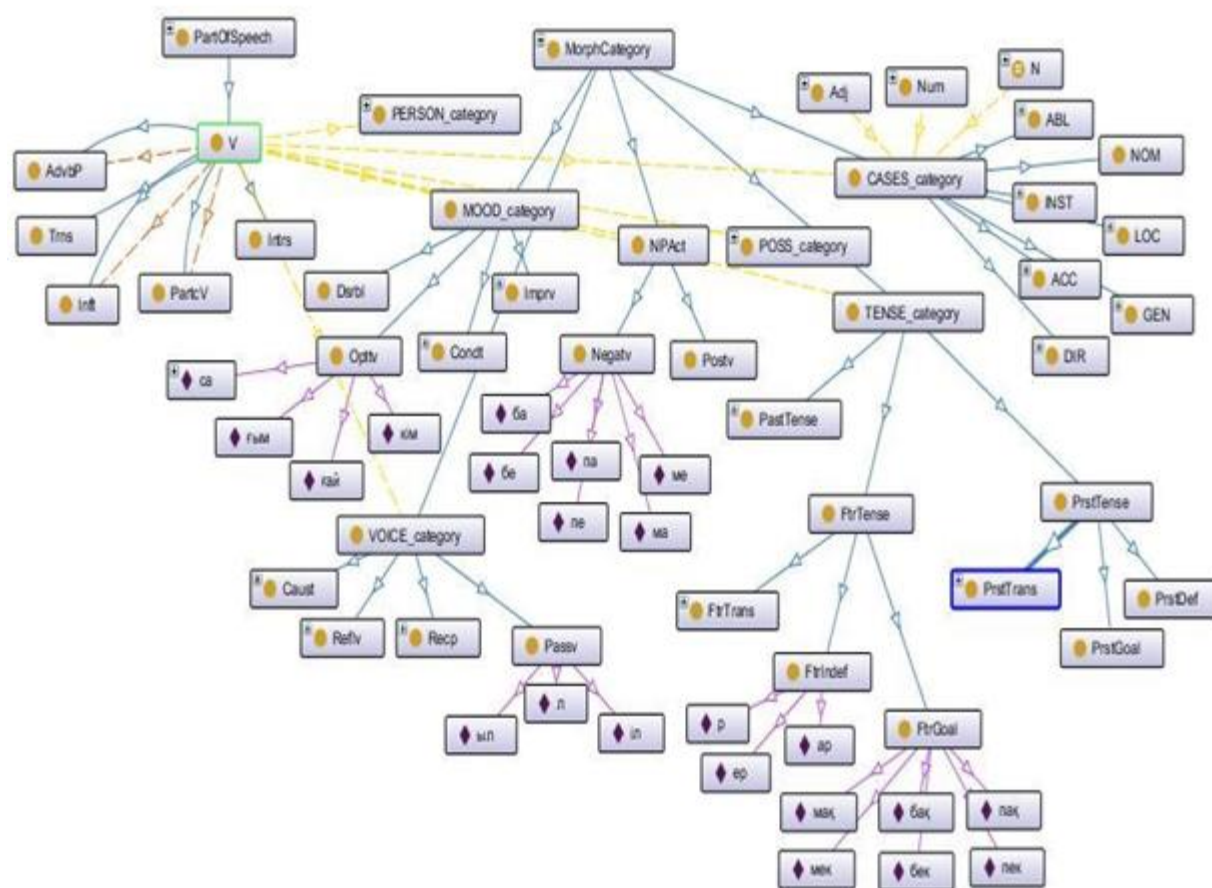 PartOfSpeech
MorphCategory
Adj
Num
N
PERSON_category
ABL
V
NOM
AdvbP
CASES_category
MOOD_category
INST
Trns
Intrs
NPAct
POSS_category
LOC
Inft
PartcV
Dsrbl
Imprv
ACC
GEN
TENSE_category
Opttv
Condt
Negatv
Postv
DIR
са
ба
PastTense
ғым
кім
па
ме
бе
ғай
пе
ма
FtrTense
PrstTense
VOICE_category
Caust
FtrTrans
PrstTrans
PrstDef
Reflv
Recp
Passv
PrstGoal
FtrIndef
л
ыл
іл
р
ар
FtrGoal
ер
мақ
бақ
пақ
мек
бек
пек